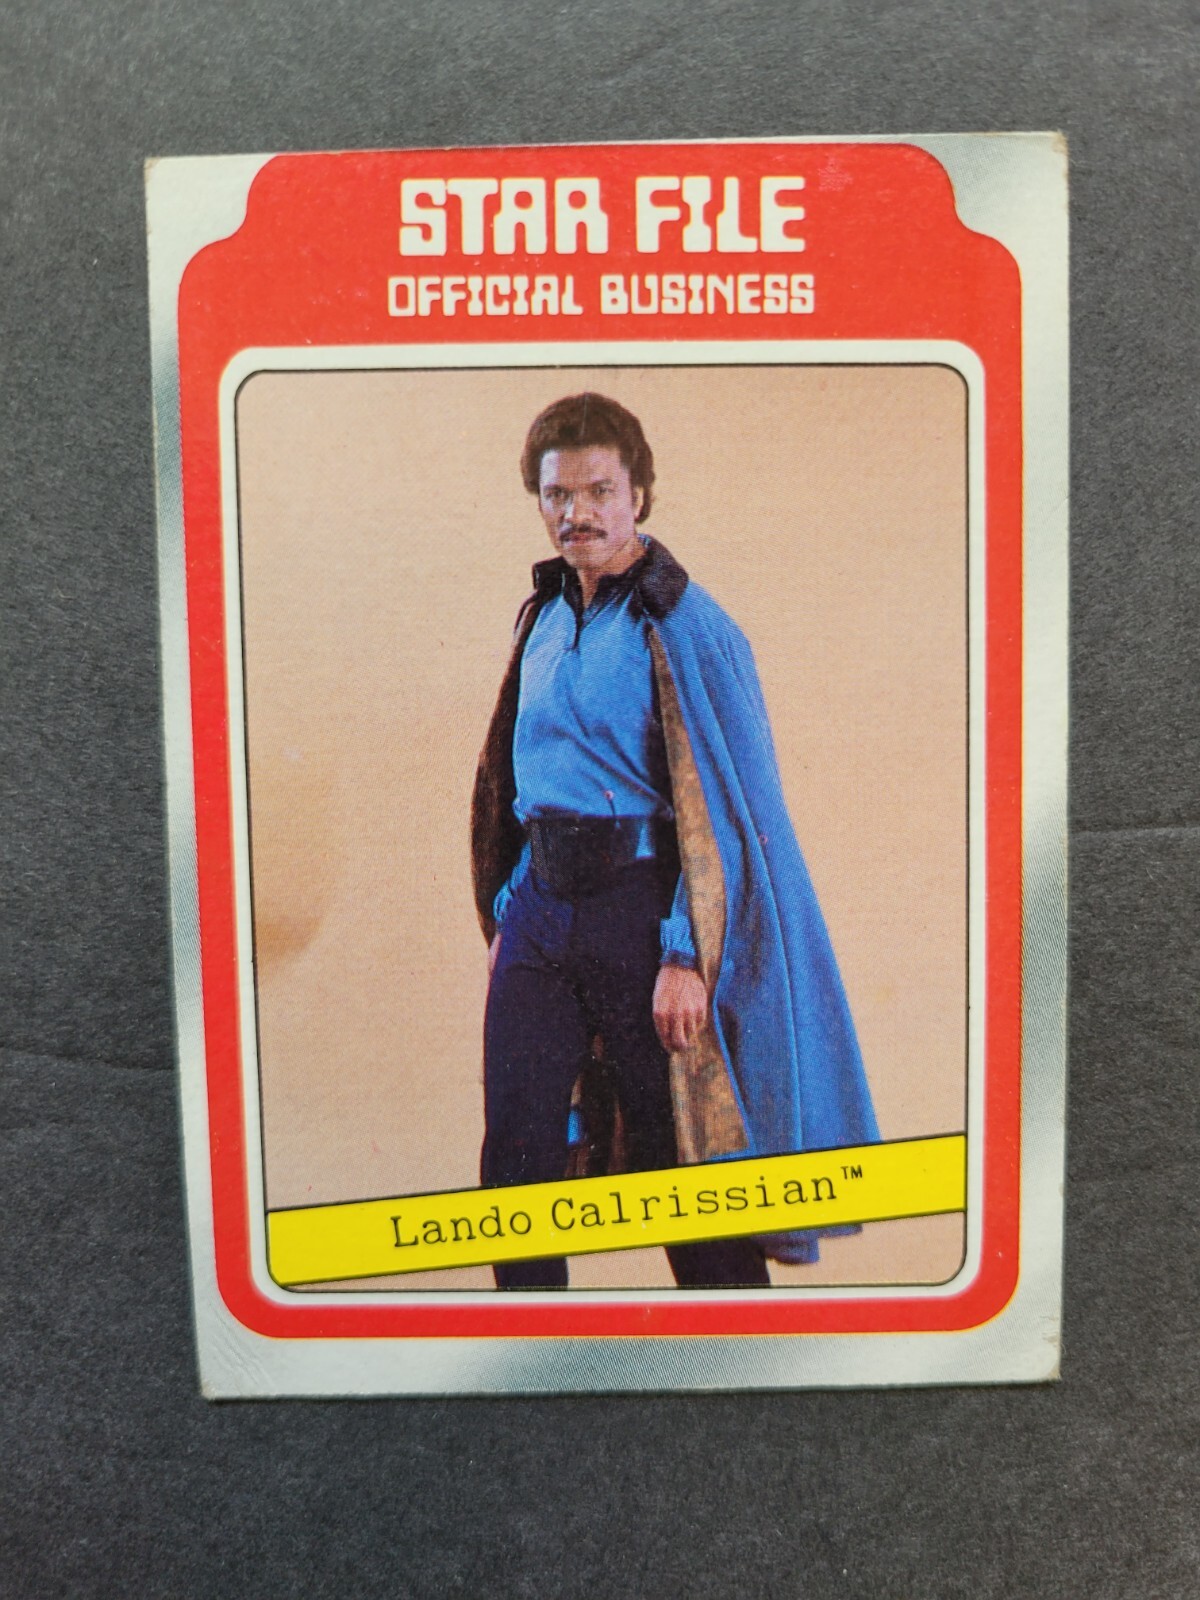 STAR FILE
OFFICIAL BUSINESS
Lando Calrissian™